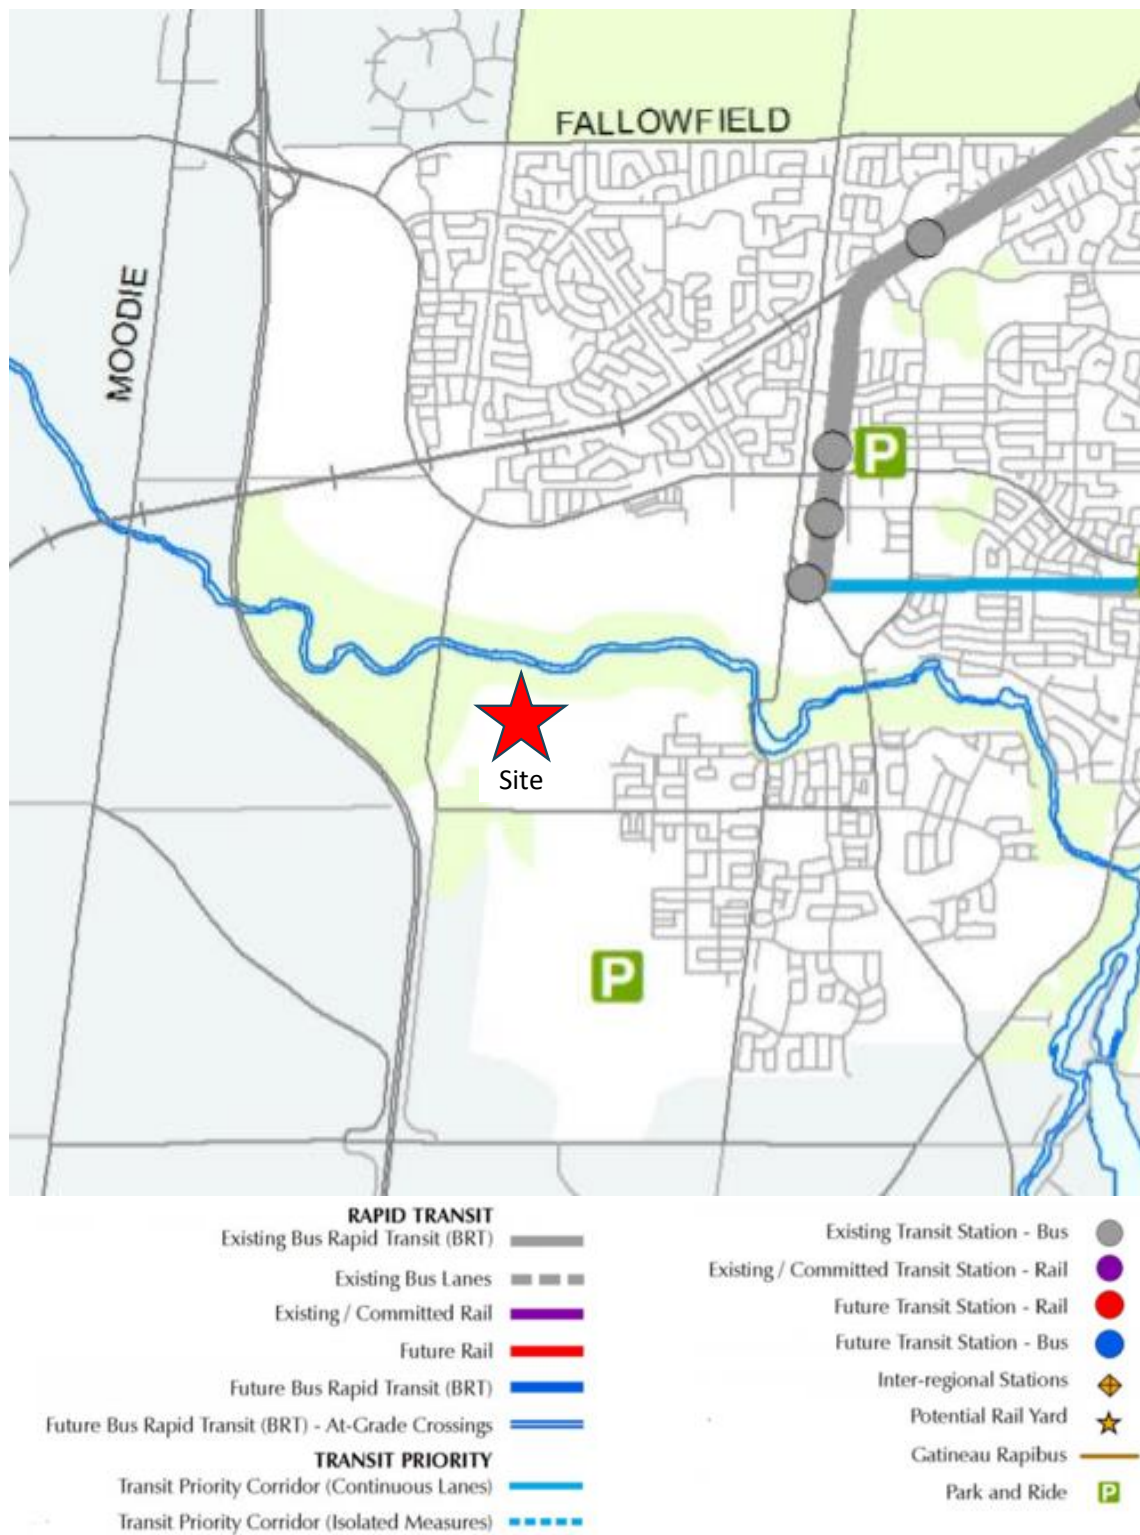 FALLOWFIELD
MOODIE
P
Site
P
RAPID TRANSIT
Existing Bus Rapid Transit (BRT)
Existing Bus Lanes
Existing / Committed Rail
Future Rail
Future Bus Rapid Transit (BRT)
Future Bus Rapid Transit (BRT) - At-Grade Crossings
TRANSIT PRIORITY
Transit Priority Corridor (Continuous Lanes)
Transit Priority Corridor (Isolated Measures)
Existing Transit Station - Bus
Existing / Committed Transit Station - Rail
Future Transit Station - Rail
Future Transit Station - Bus
Inter-regional Stations
Potential Rail Yard
Gatineau Rapibus
Park and Ride P